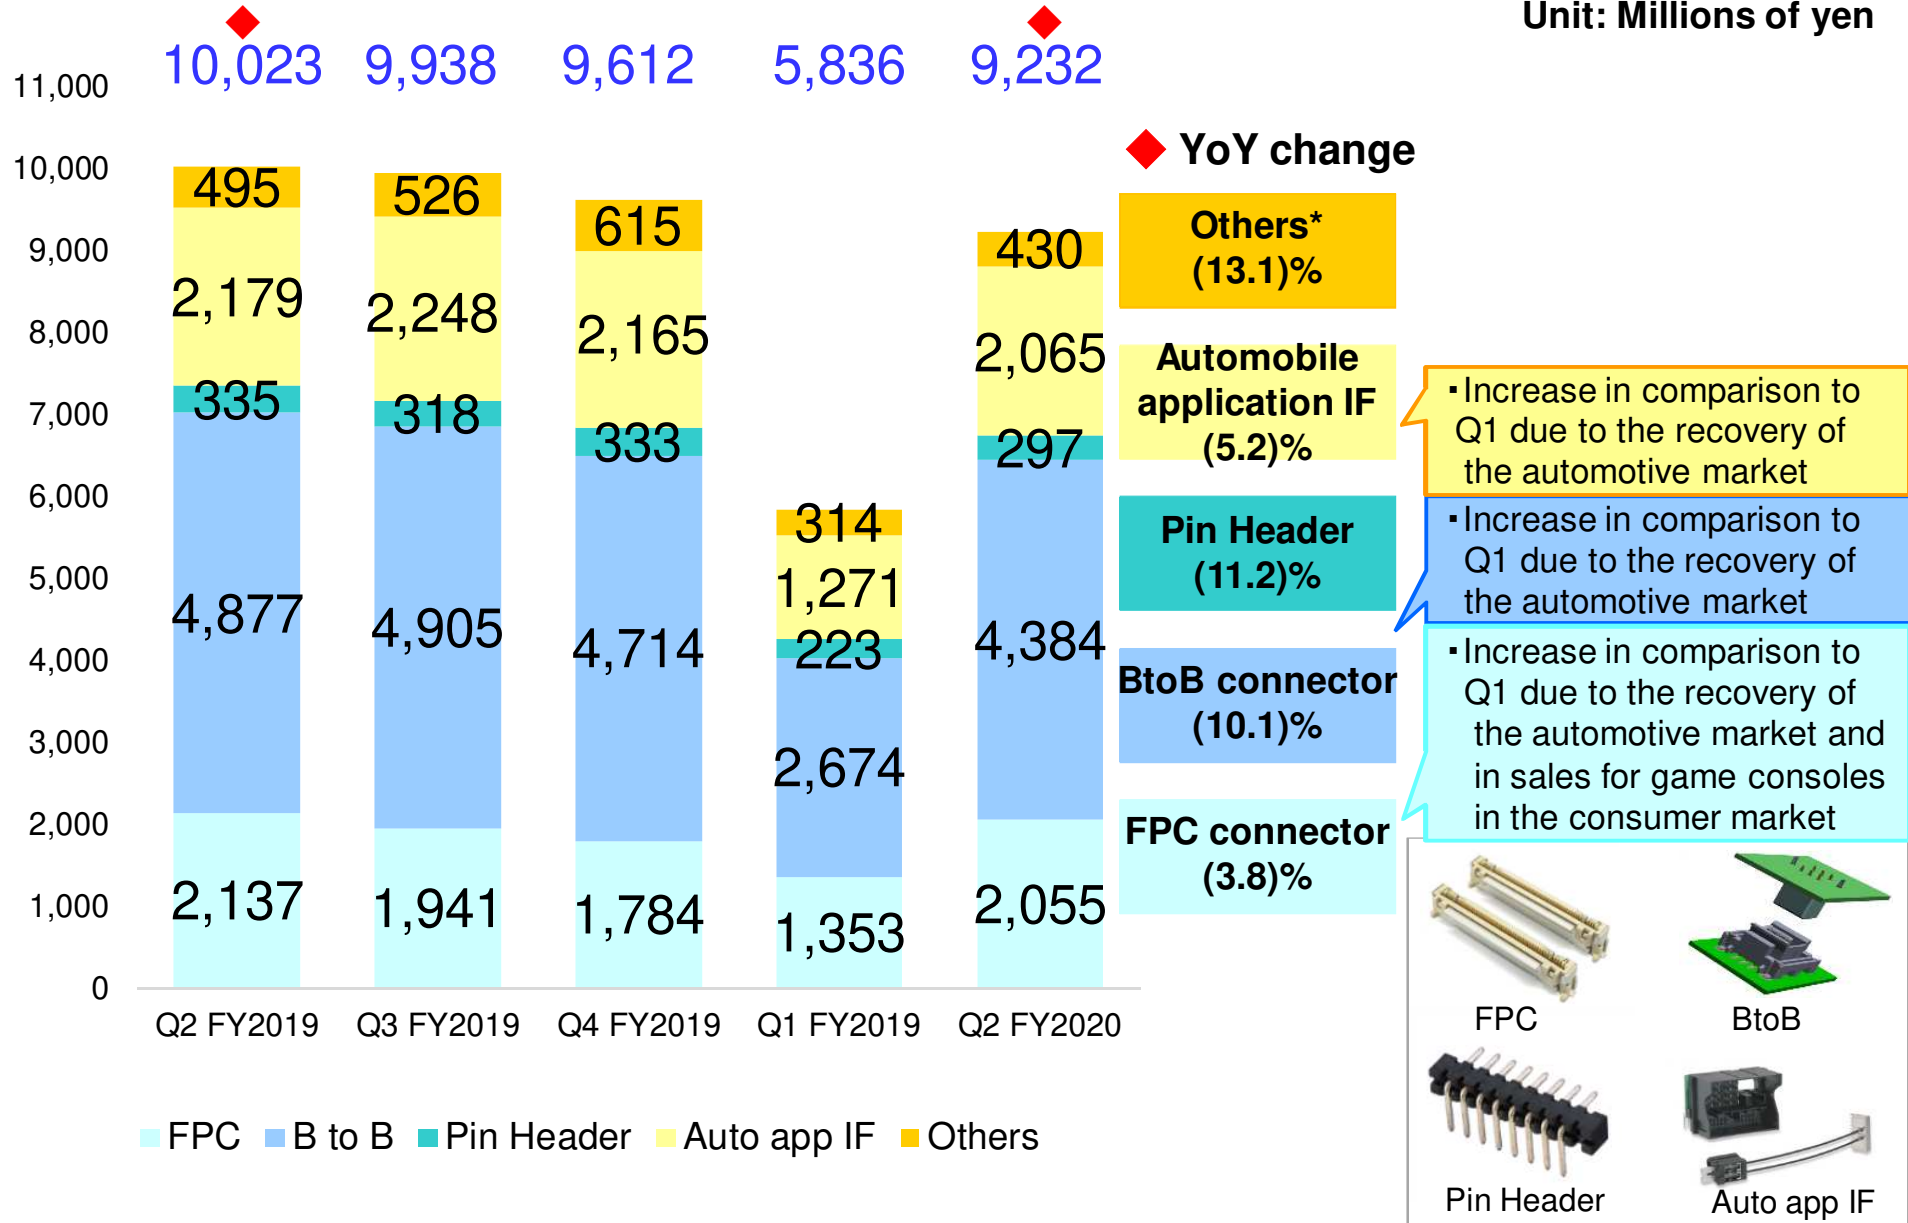 Unit: Millions of yen
10,023 9,938 9,612 5,836 9,232
11,000
10,000
9,000
8,000
7,000
6,000
5,000
4,000
3,000
2,000
1,000
0
495
2,179
335
4,877
2,137
526
2,248
318
4,905
1,941
615
2,165
333
4,714
1,784
314
1,271
223
2,674
1,353
430
2,065
297
4,384
2,055
Q2 FY2019 Q3 FY2019 Q4 FY2019 Q1 FY2019 Q2 FY2020
FPC B to B Pin Header Auto app IF Others
YoY change
Others*
(13.1)%
Automobile
application IF
(5.2)%
Pin Header
(11.2)%
BtoB connector
(10.1)%
FPC connector
(3.8)%
▪Increase in comparison to
Q1 due to the recovery of
the automotive market
▪Increase in comparison to
Q1 due to the recovery of
the automotive market
▪Increase in comparison to
Q1 due to the recovery of
the automotive market and
in sales for game consoles
in the consumer market
FPC BtoB
Pin Header Auto app IF